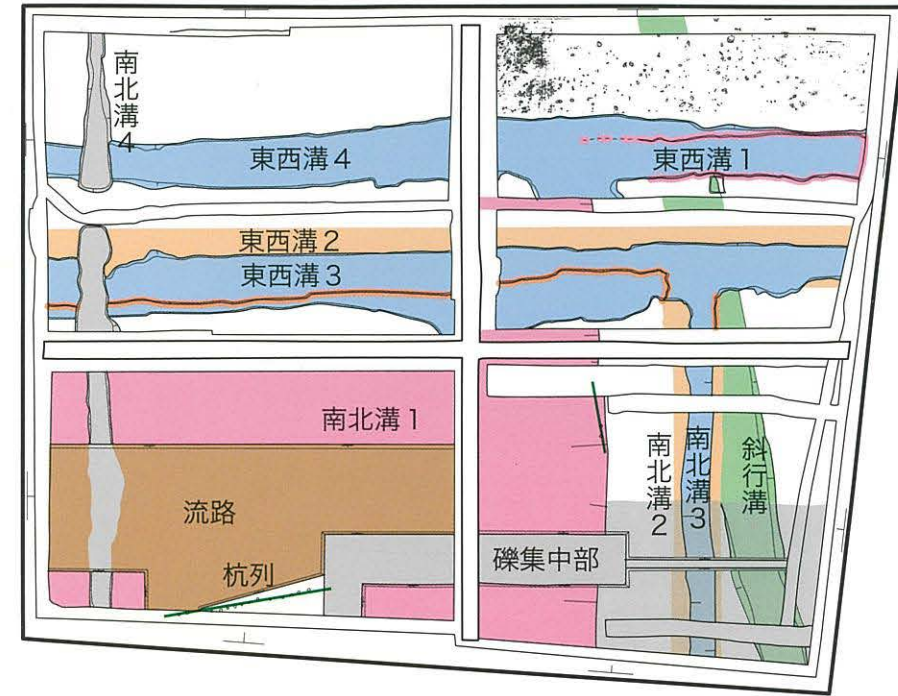 南北溝４
東西溝４
東西溝１
東西溝２
東西溝３
南北溝１
流路
杭列
礫集中部
南北溝２
南北溝３
斜行溝